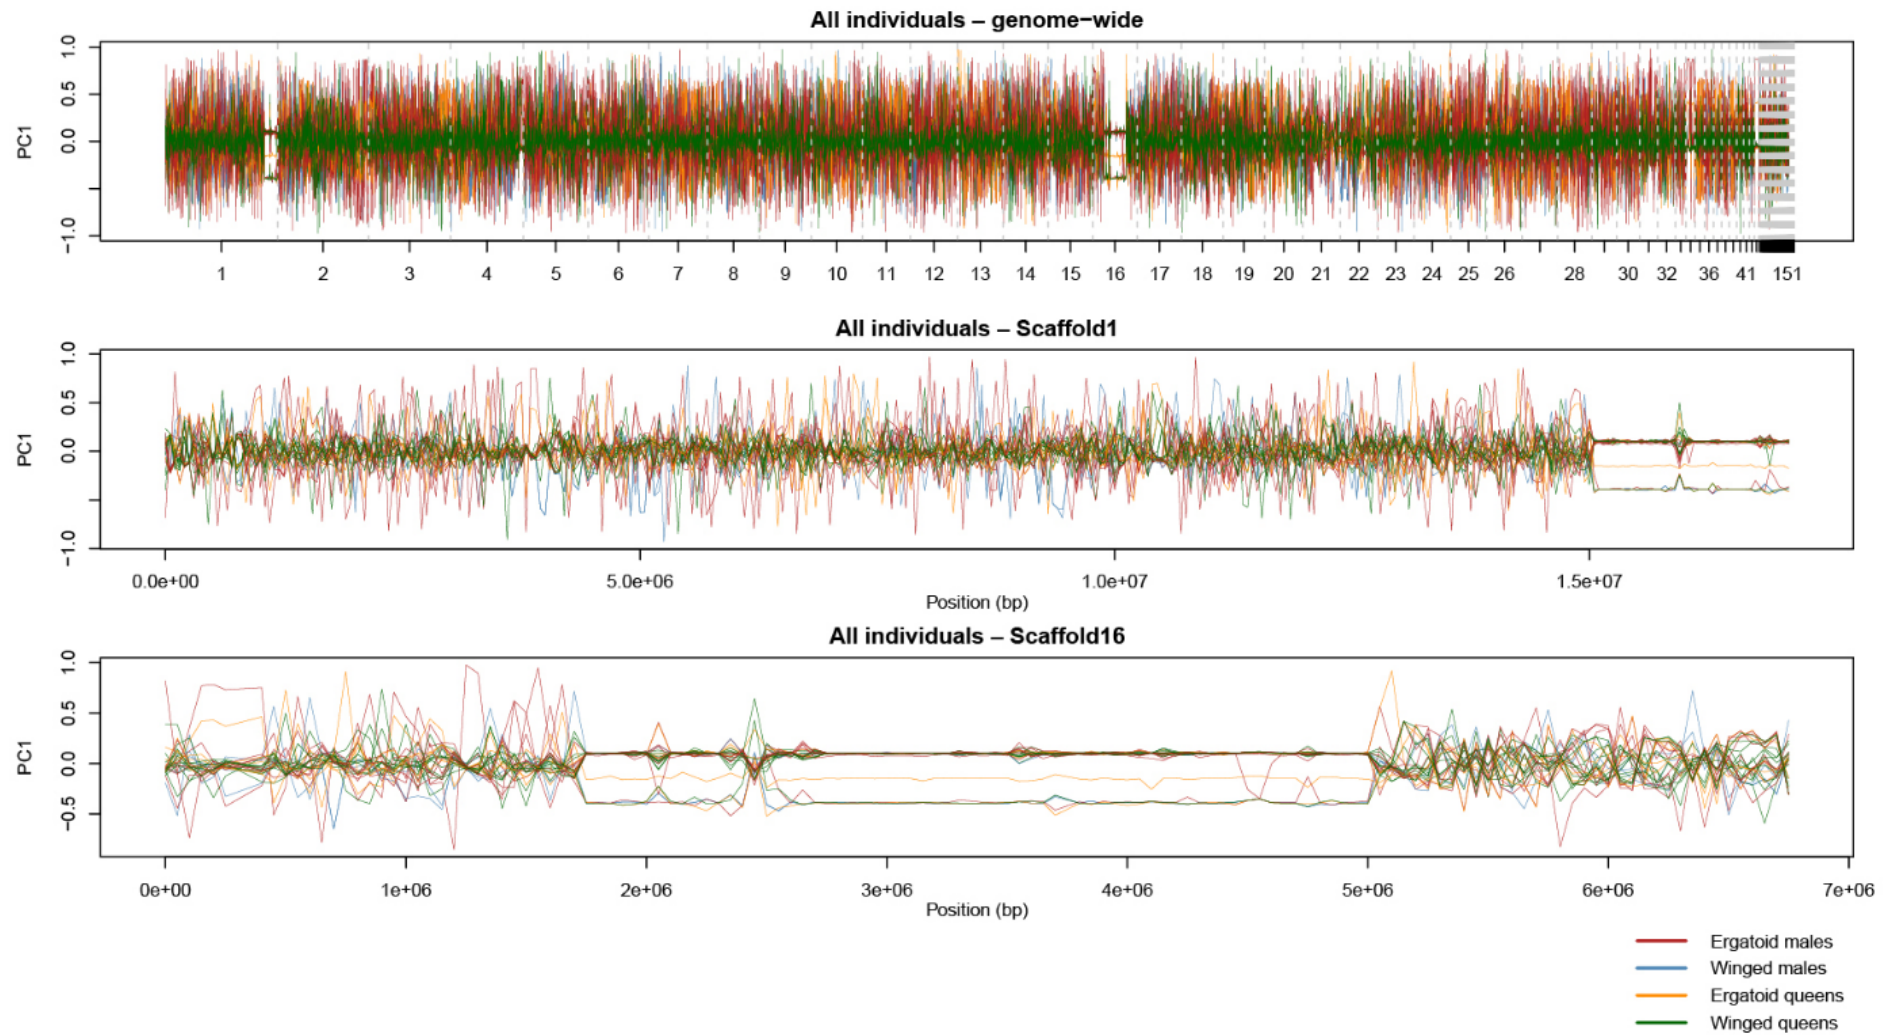 All individuals – genome−wide
PC1
1.0
0.5
0.0
−1.0
1 2 3 4 5 6 7 8 9 10 11 12 13 14 15 16 17 18 19 20 21 22 23 24 25 26 28 30 32 36 41 151
All individuals – Scaffold1
PC1
1.0
0.5
0.0
−1.0
0.0e+00 5.0e+06 1.0e+07 1.5e+07
Position (bp)
All individuals – Scaffold16
PC1
1.0
0.5
0.0
−0.5
0e+00 1e+06 2e+06 3e+06 4e+06 5e+06 6e+06 7e+06
Position (bp)
Ergatoid males
Winged males
Ergatoid queens
Winged queens